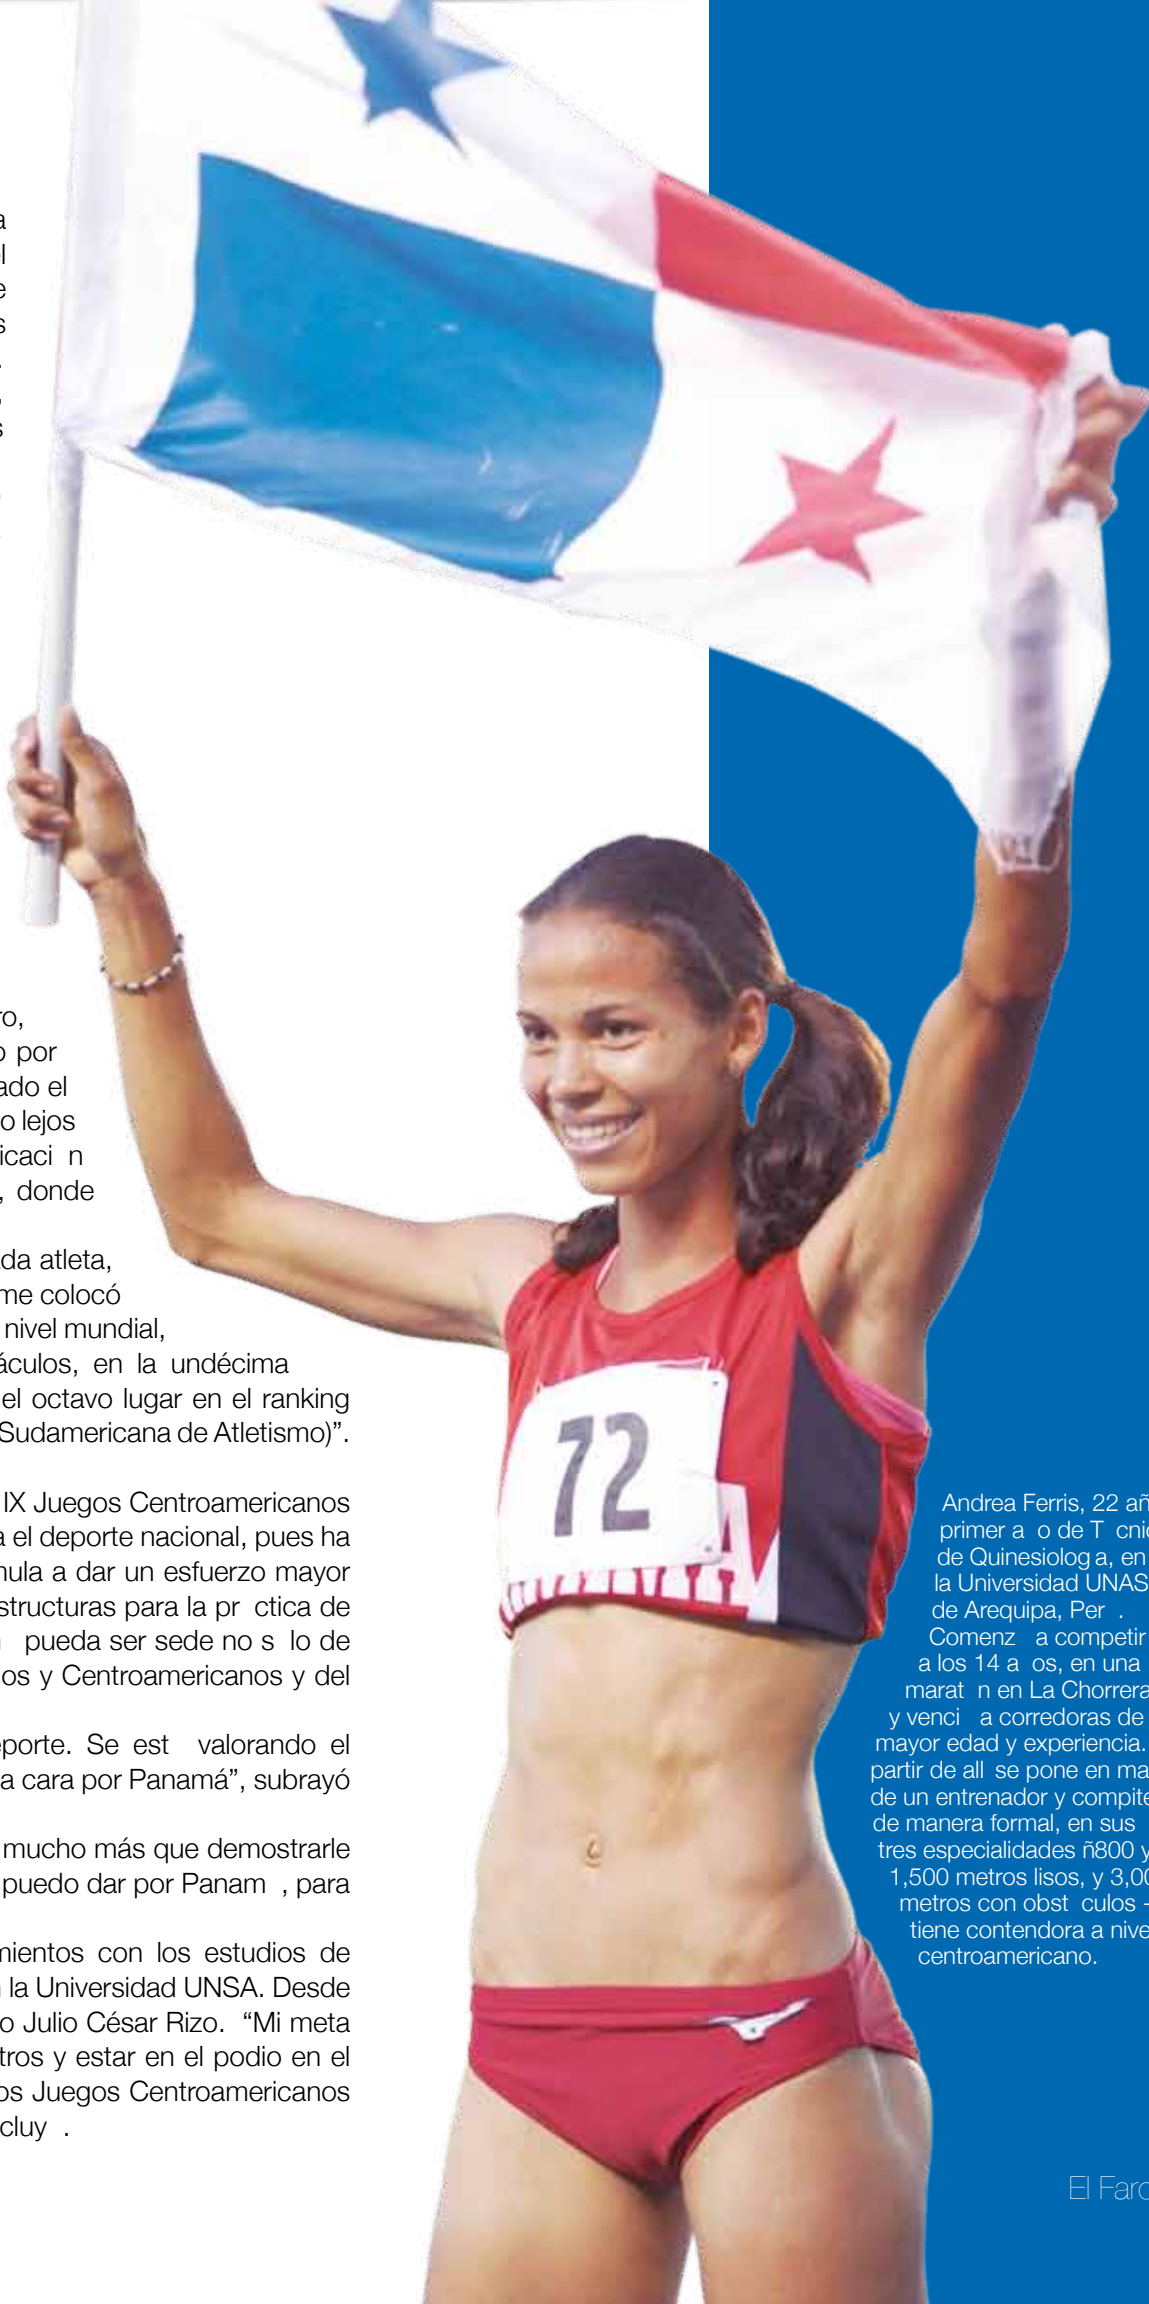 a
l
e
s
.
,
s
ro,
o por
ado el
o lejos
icaci n
, donde
da atleta,
me colocó
nivel mundial,
áculos, en la undécima
el octavo lugar en el ranking
Sudamericana de Atletismo)”.
IX Juegos Centroamericanos
a el deporte nacional, pues ha
nula a dar un esfuerzo mayor
structuras para la pr ctica de
pueda ser sede no s lo de
os y Centroamericanos y del
eporte. Se est valorando el
a cara por Panamá”, subrayó
mucho más que demostrarle
puedo dar por Panam , para
mientos con los estudios de
la Universidad UNSA. Desde
o Julio César Rizo. “Mi meta
tros y estar en el podio en el
os Juegos Centroamericanos
cluy .
72
Andrea Ferris, 22 añ
primer a o de T cnic
de Quinesiolog a, en
la Universidad UNAS
de Arequipa, Per .
Comenz a competir
a los 14 a os, en una
marat n en La Chorrera
y venci a corredoras de
mayor edad y experiencia.
partir de all se pone en ma
de un entrenador y compite
de manera formal, en sus
tres especialidades ñ800 y
1,500 metros lisos, y 3,00
metros con obst culos -
tiene contendora a nive
centroamericano.
El Faro